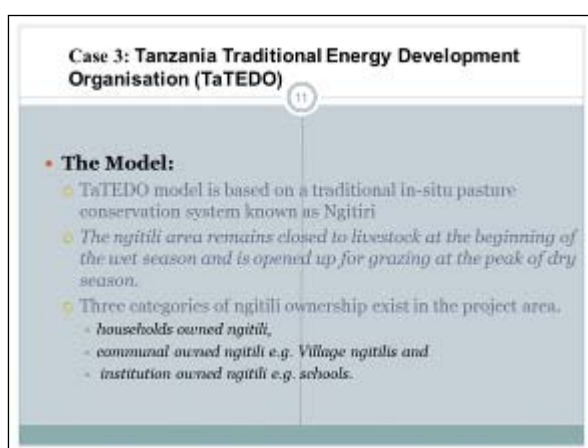 Case 3: Tanzania Traditional Energy Development
Organisation (TaTEDO)
11
• The Model:
o TaTEDO model is based on a traditional in-situ pasture
conservation system known as Ngitiri
o The ngitili area remains closed to livestock at the beginning of
the wet season and is opened up for grazing at the peak of dry
season.
o Three categories of ngitili ownership exist in the project area.
- households owned ngitili,
- communal owned ngitili e.g. Village ngitilis and
- institution owned ngitili e.g. schools.